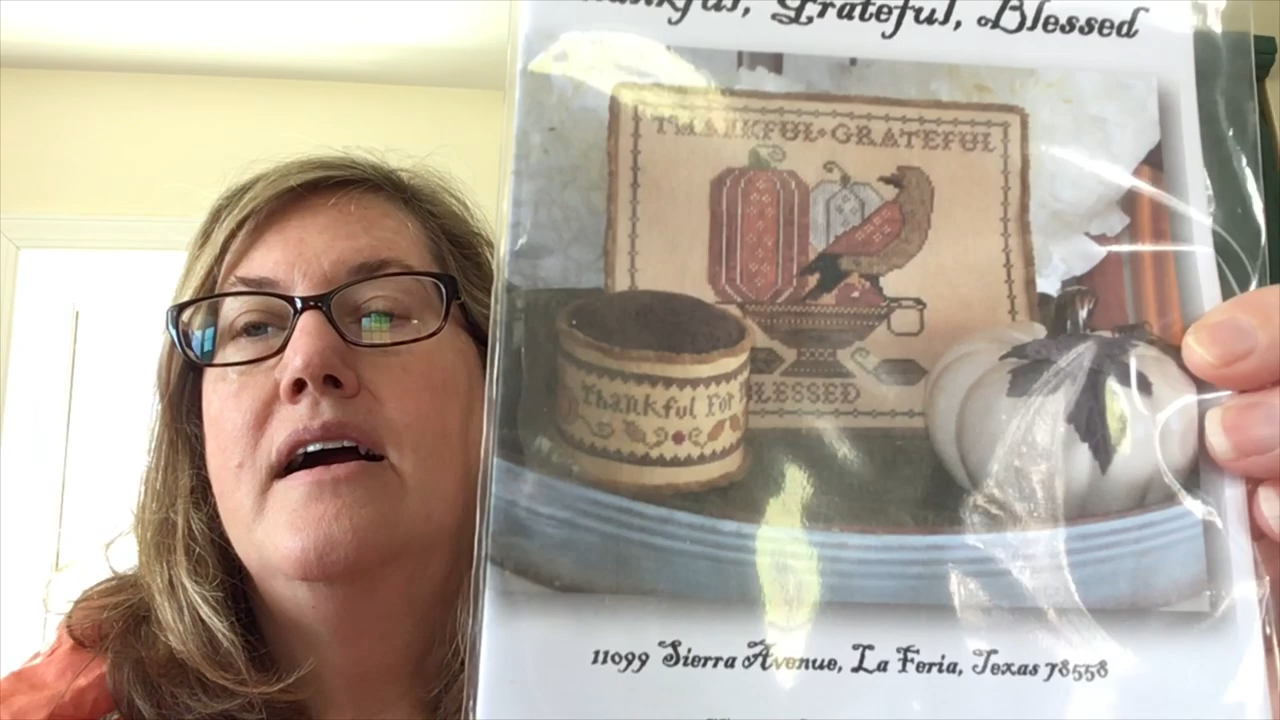 Grateful, Blessed
THANKFUL·GRATEFUL
Thankful For
BLESSED
11099 Sierra Avenue, La Feria, Texas 78558